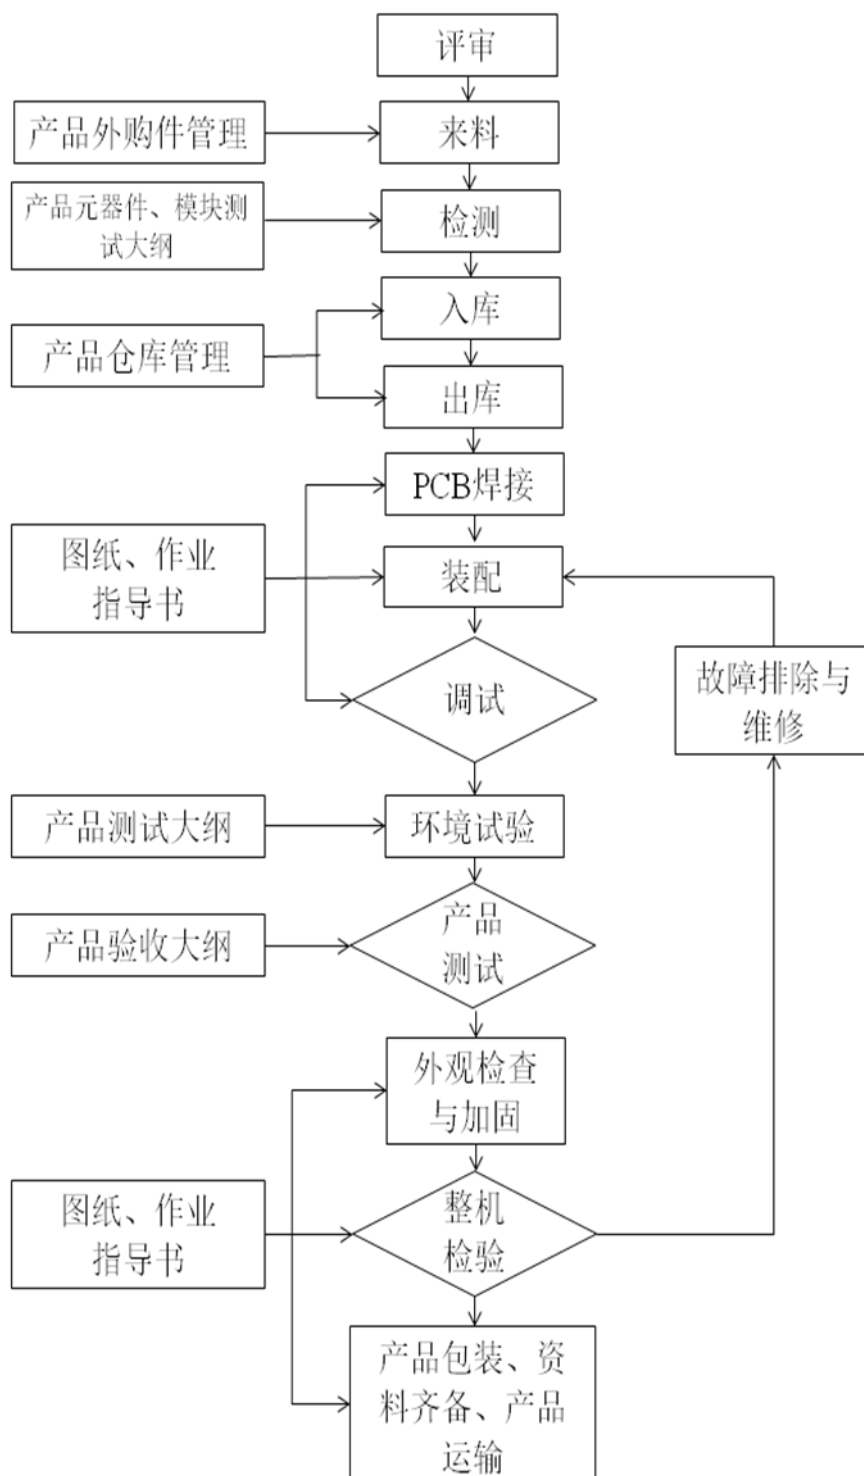 评审
产品外购件管理
来料
产品元器件、模块测
试大纲
检测
入库
产品仓库管理
出库
PCB焊接
图纸、作业
指导书
装配
调试
故障排除与
维修
产品测试大纲
环境试验
产品验收大纲
产品
测试
外观检查
与加固
图纸、作业
指导书
整机
检验
产品包装、资
料齐备、产品
运输